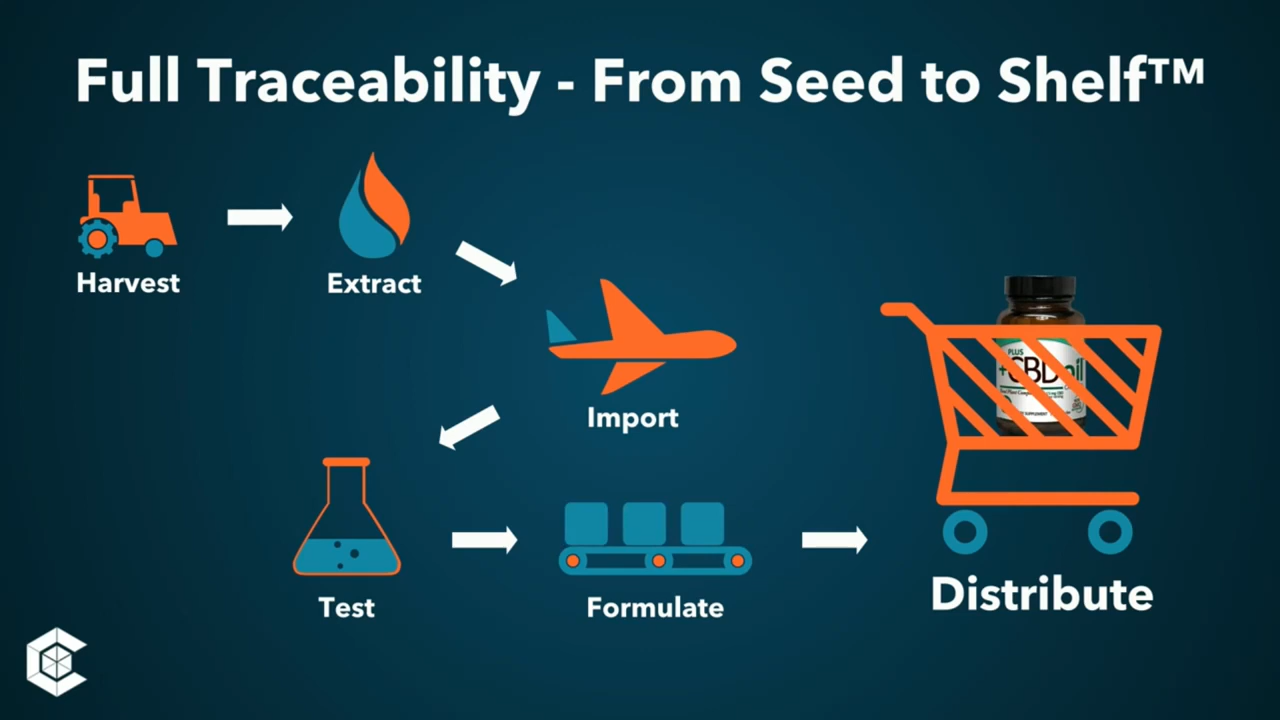 Full Traceability - From Seed to Shelf™
Harvest
Extract
Import
Test
Formulate
Distribute
PLUS
+CBD oil